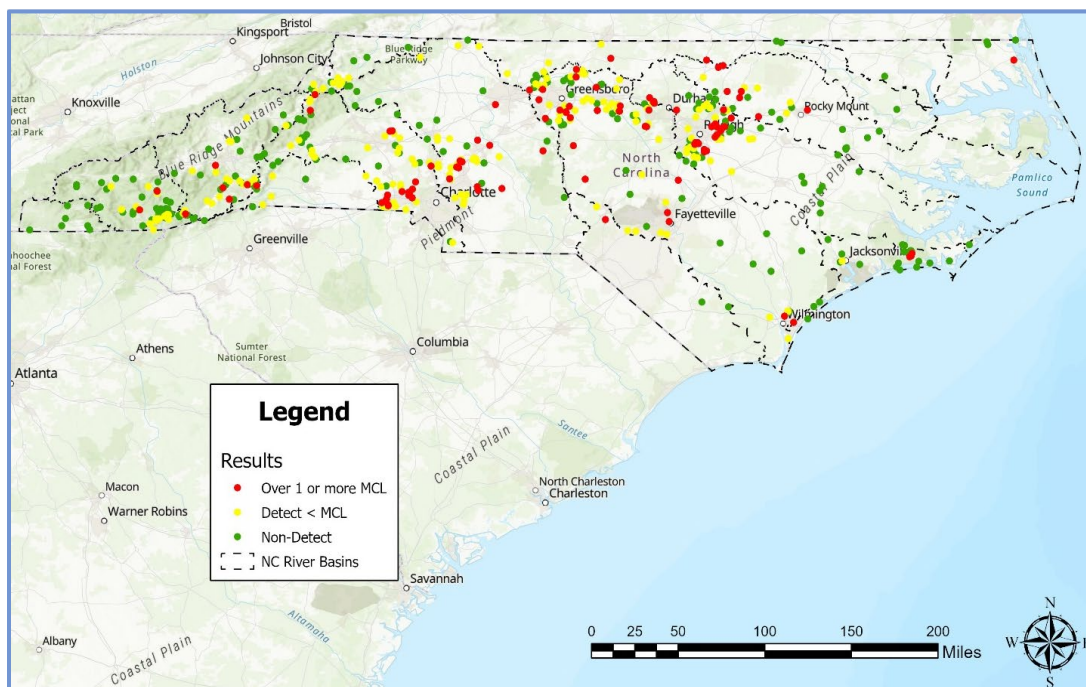 Bristol
Kingsport
Blue Ridge
Parkway
Johnson City
Holston
Knoxville
Greensboro
Rocky Mount
Blue Ridge Mountains
North
Carolina
Coastal Plain
Pamlico
Sound
Charlotte
Fayetteville
Piedmont
Greenville
National Forest
Wilmington
Sumter
National Forest
Athens
Columbia
Atlanta
Legend
Results
Over 1 or more MCL
Detect < MCL
Non-Detect
NC River Basins
Santee
Coastal Plain
North Charleston
Charleston
Macon
Warner Robins
Savannah
Altamaha
Albany
Coastal Plain
0 25 50 100 150 200
Miles
N
W
S